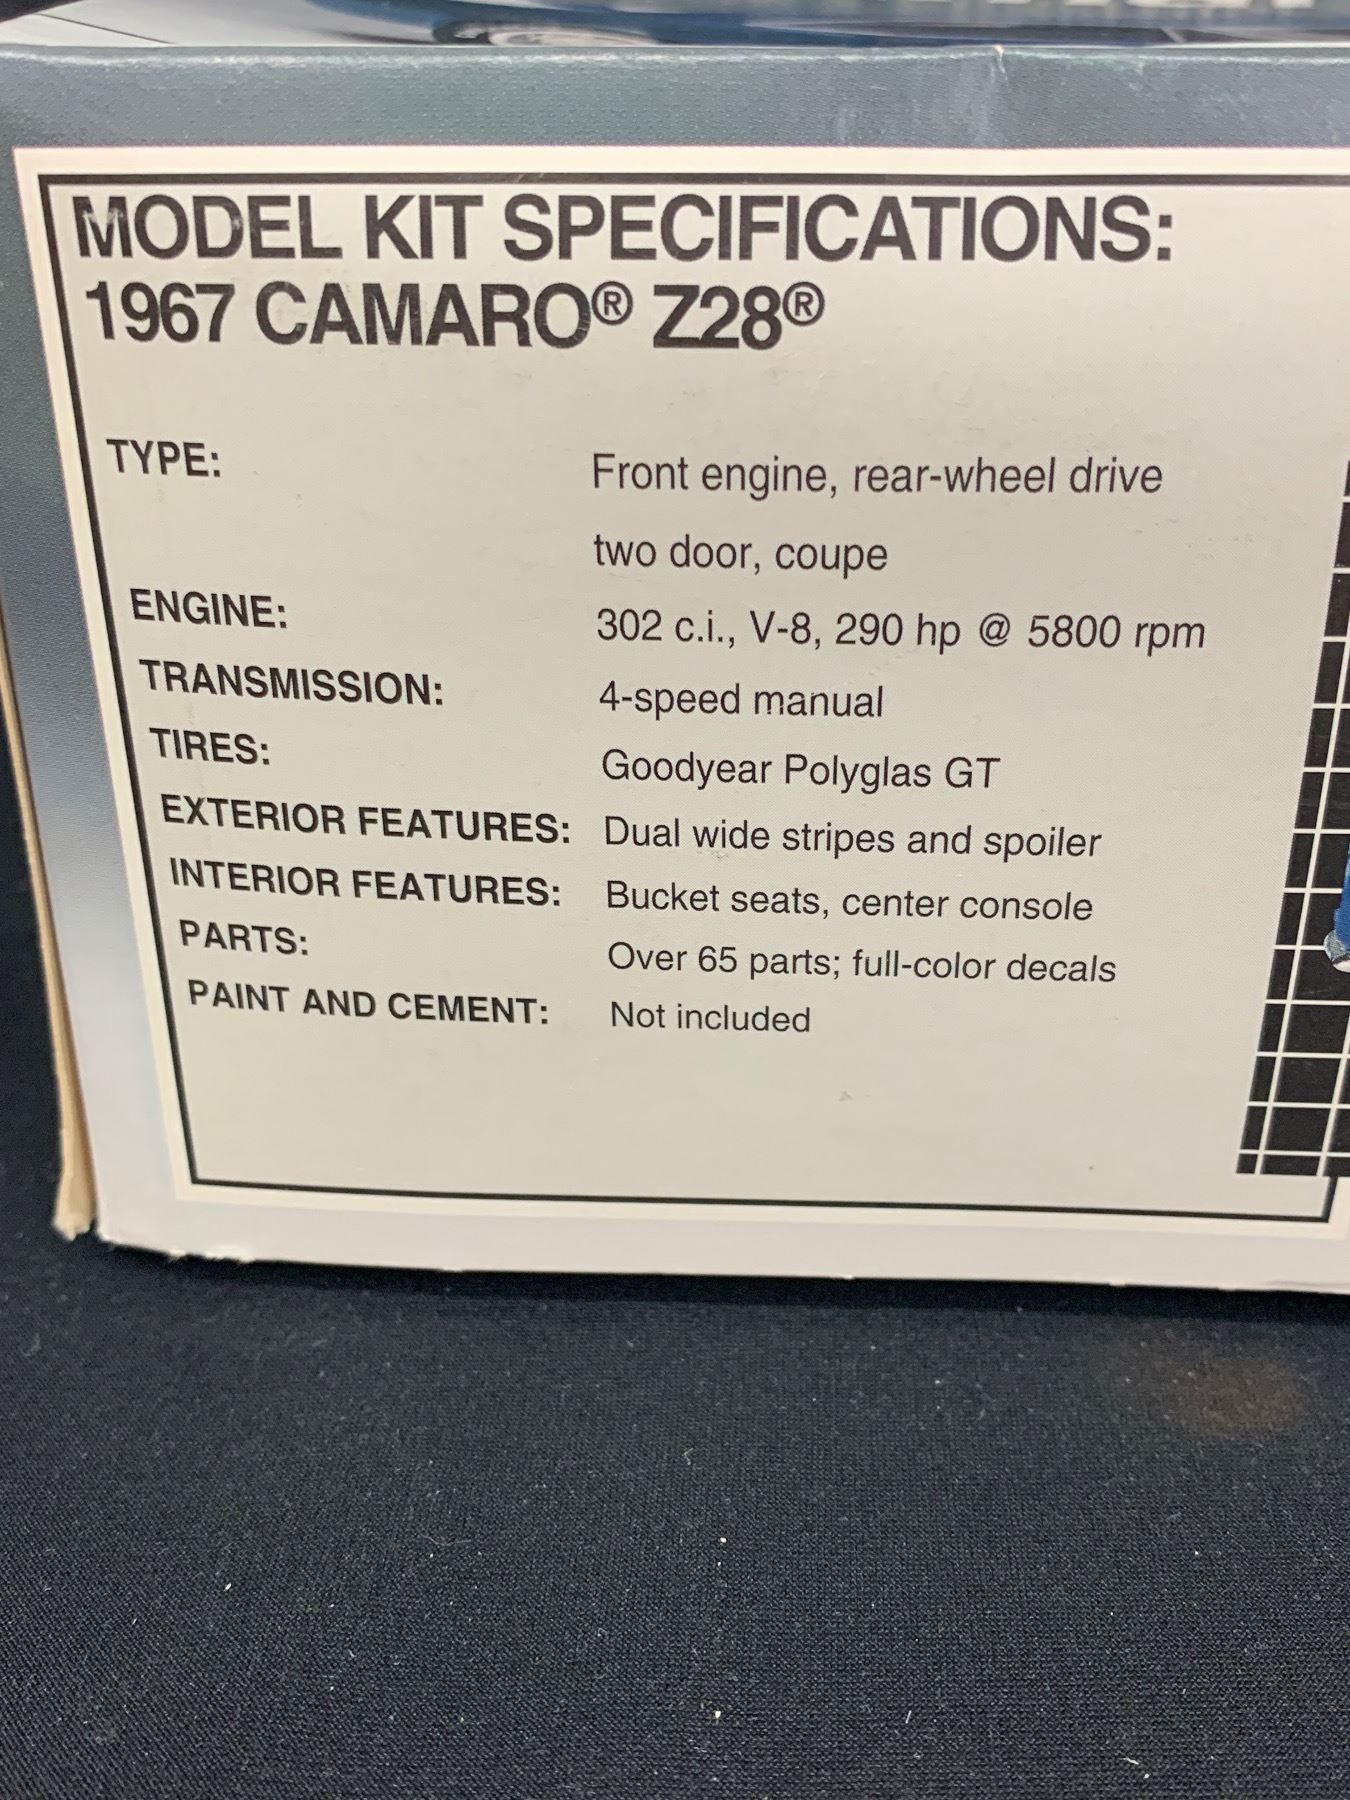 MODEL KIT SPECIFICATIONS:
1967 CAMARO® Z28®
TYPE: Front engine, rear-wheel drive
two door, coupe
ENGINE: 302 c.i., V-8, 290 hp @ 5800 rpm
TRANSMISSION: 4-speed manual
TIRES: Goodyear Polyglas GT
EXTERIOR FEATURES: Dual wide stripes and spoiler
INTERIOR FEATURES: Bucket seats, center console
PARTS: Over 65 parts; full-color decals
PAINT AND CEMENT: Not included